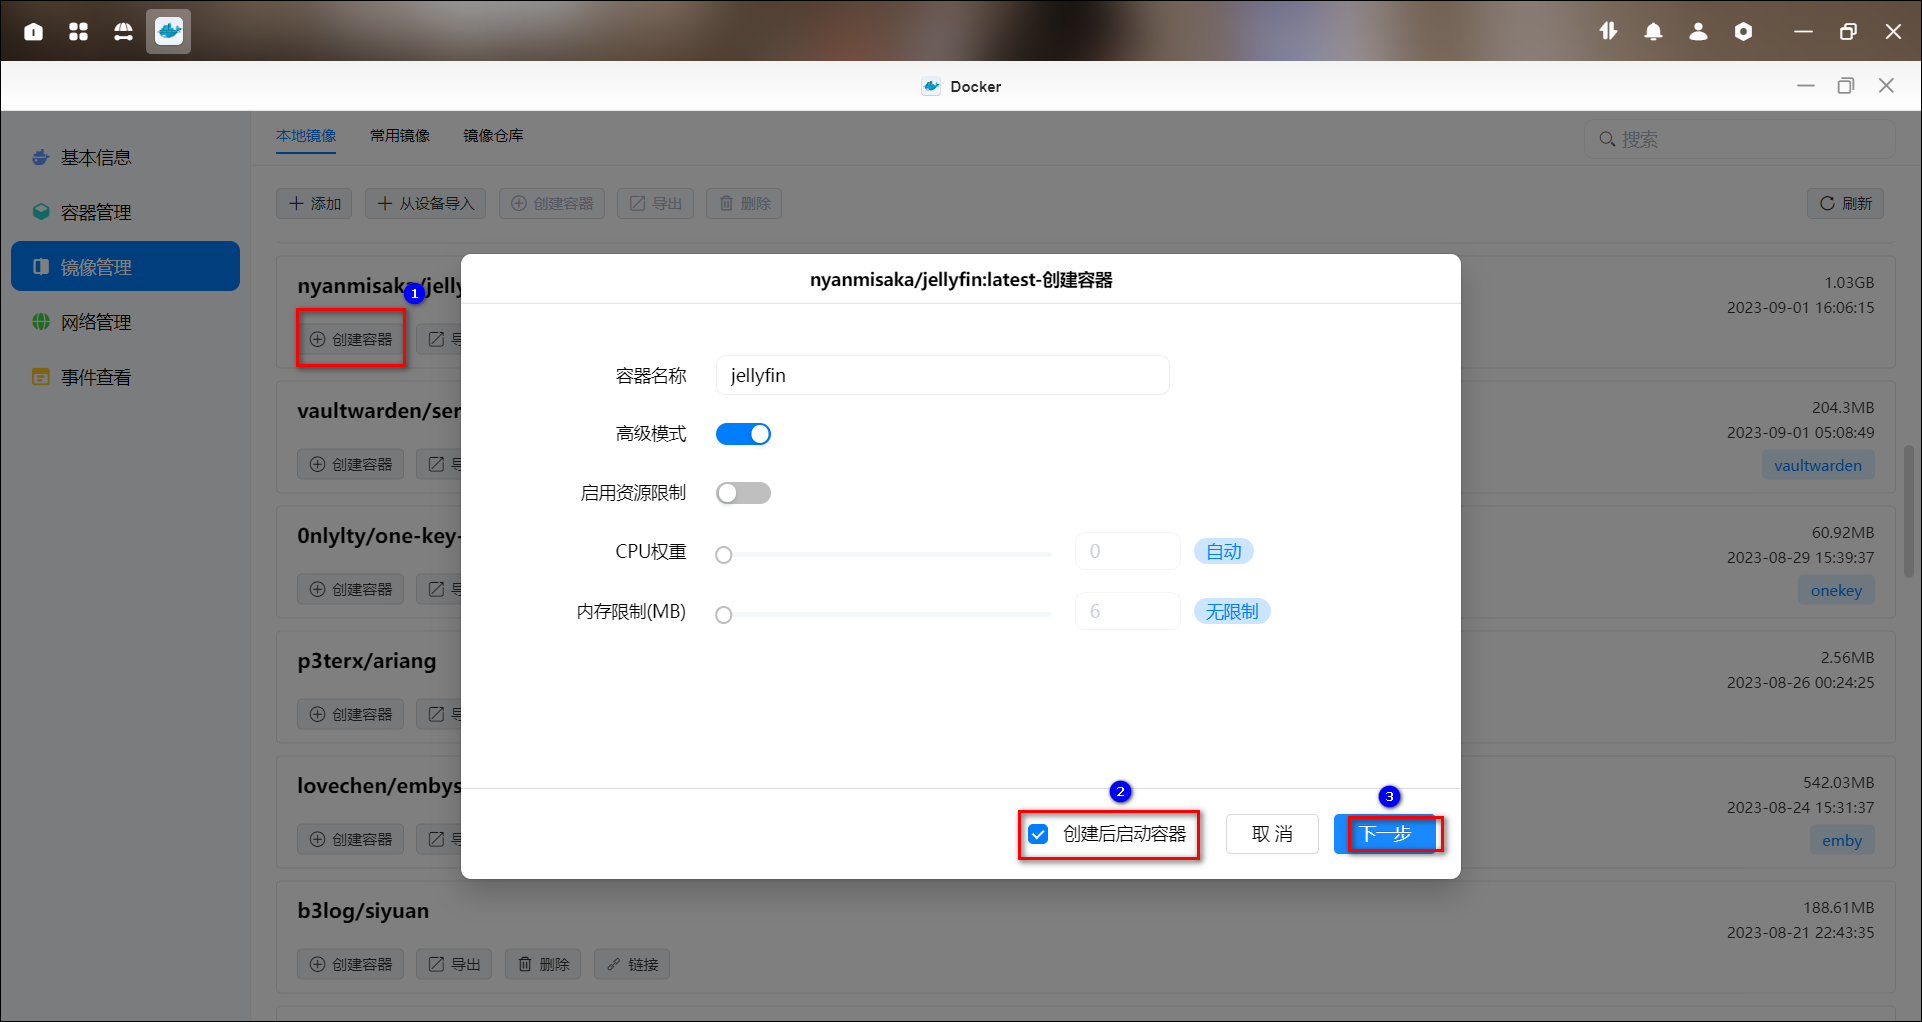 Docker
本地镜像 常用镜像 镜像仓库
搜索
基本信息
容器管理
镜像管理
网络管理
事件查看
添加 从设备导入 创建容器 导出 删除
刷新
nyanmisaka/jelly
1
创建容器
1.03GB
2023-09-01 16:06:15
vaultwarden/ser
创建容器
204.3MB
2023-09-01 05:08:49
vaultwarden
0nlylty/one-key-
创建容器
60.92MB
2023-08-29 15:39:37
onekey
p3terx/ariang
创建容器
2.56MB
2023-08-26 00:24:25
lovechen/embys
创建容器
542.03MB
2023-08-24 15:31:37
emby
b3log/siyuan
创建容器 导出 删除 链接
188.61MB
2023-08-21 22:43:35
nyanmisaka/jellyfin:latest-创建容器
容器名称 jellyfin
高级模式
启用资源限制
CPU权重 0 自动
内存限制(MB) 6 无限制
2
3
创建后启动容器 取 消 下一步